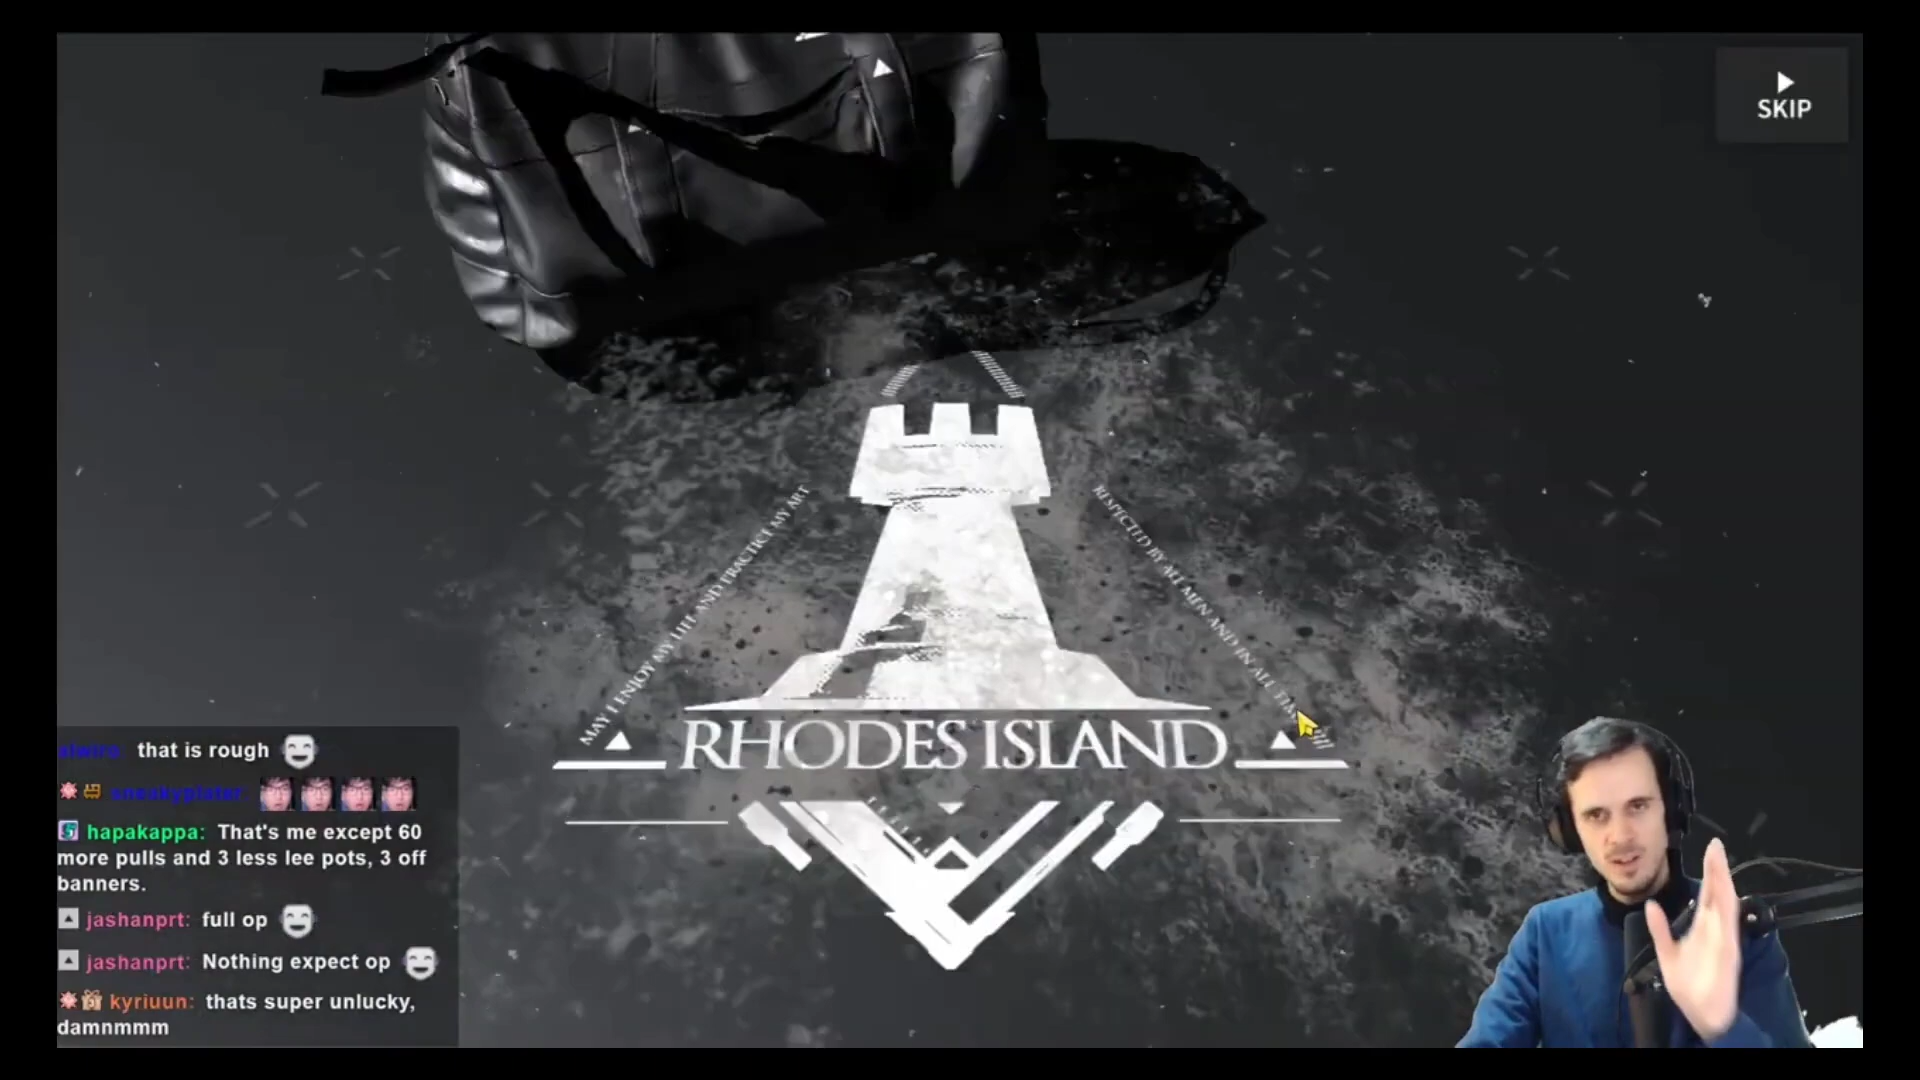 SKIP
MAY I ENJOY MY LIFE AND PRACTICE MY ART
RESPECTED BY ALL MEN AND IN ALL
RHODES ISLAND
that is rough
sneakyplater:
hapakappa: That's me except 60
more pulls and 3 less lee pots, 3 off
banners.
jashanprt: full op
jashanprt: Nothing expect op
kyriuun: thats super unlucky,
damnmmm